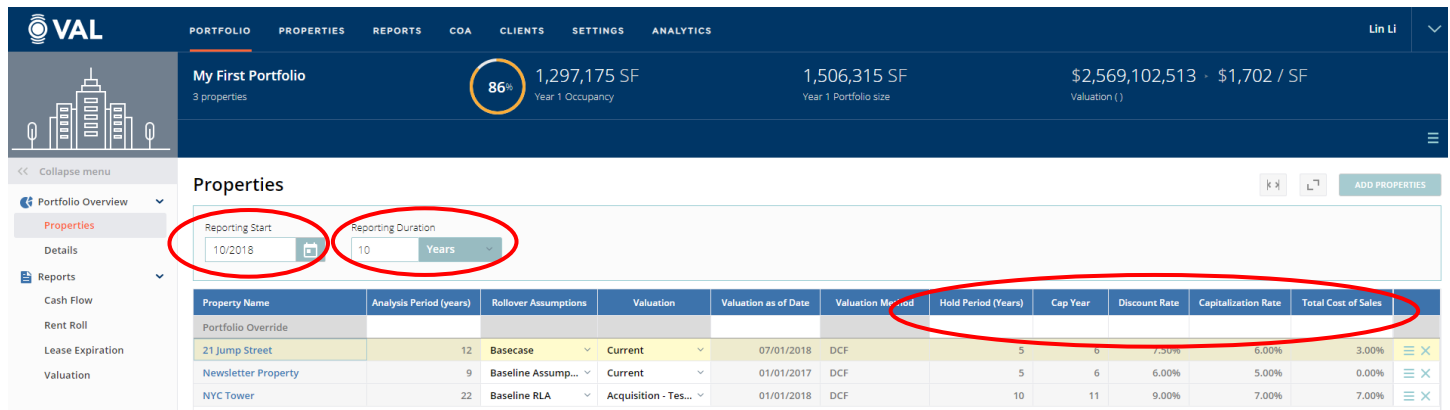 VAL
PORTFOLIO PROPERTIES REPORTS COA CLIENTS SETTINGS ANALYTICS
Lin Li
My First Portfolio
3 properties
86%
1,297,175 SF
Year 1 Occupancy
1,506,315 SF
Year 1 Portfolio size
$2,569,102,513 - $1,702 / SF
Valuation ( )
<< Collapse menu
Portfolio Overview
Properties
Details
Reports
Cash Flow
Rent Roll
Lease Expiration
Valuation
Properties
ADD PROPERTIES
Reporting Start
10/2018
Reporting Duration
10 Years
Property Name Analysis Period (years) Rollover Assumptions Valuation Valuation as of Date Valuation Method Hold Period (Years) Cap Year Discount Rate Capitalization Rate Total Cost of Sales
Portfolio Override
21 Jump Street 12 Basecase Current 07/01/2018 DCF 5 6 7.50% 6.00% 3.00%
Newsletter Property 9 Baseline Assump... Current 01/01/2017 DCF 5 6 6.00% 5.00% 0.00%
NYC Tower 22 Baseline RLA Acquisition - Tes... 01/01/2018 DCF 10 11 9.00% 7.00% 7.00%